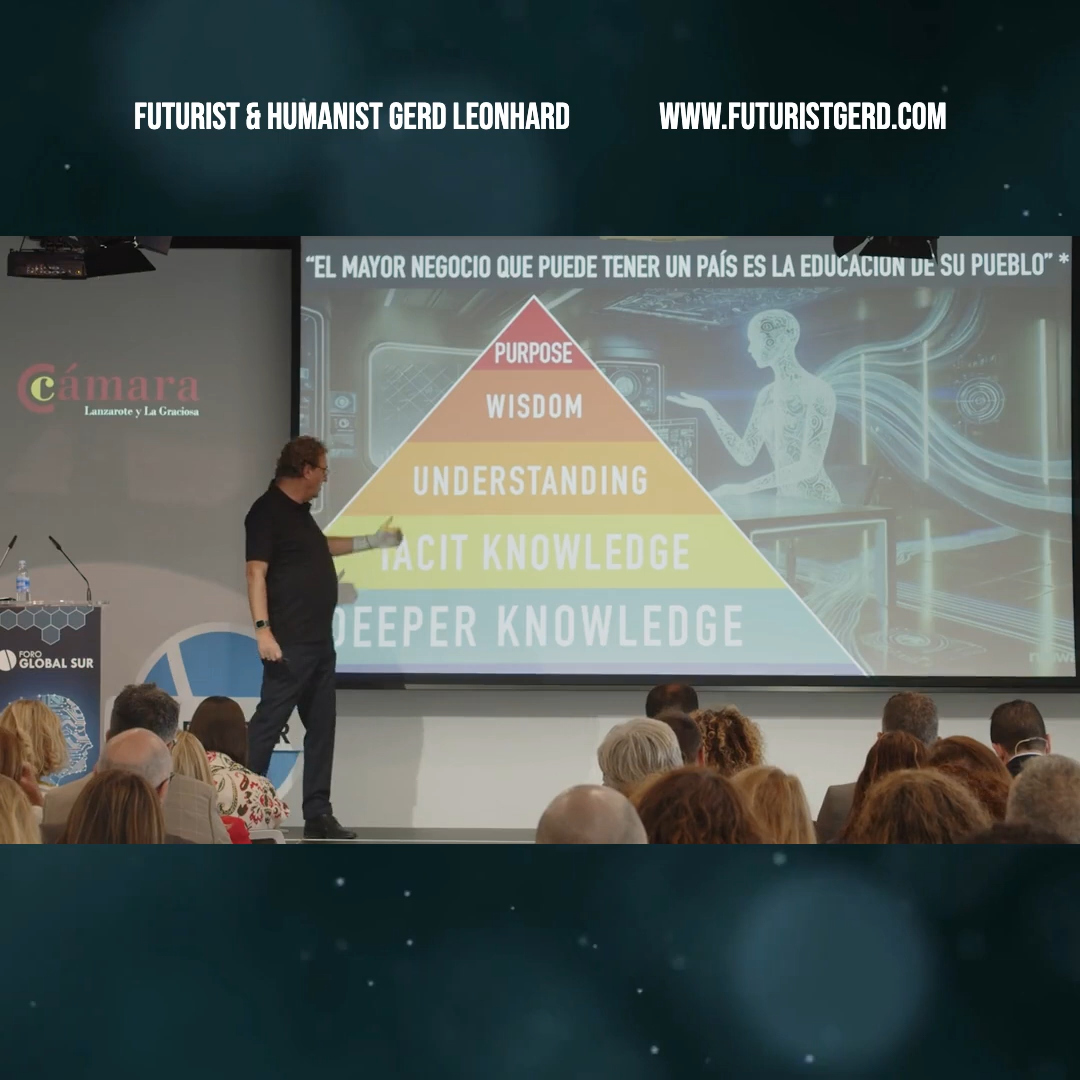 FUTURIST & HUMANIST GERD LEONHARD
WWW.FUTURISTGERD.COM
“EL MAYOR NEGOCIO QUE PUEDE TENER UN PAÍS ES LA EDUCACIÓN DE SU PUEBLO” *
PURPOSE
WISDOM
UNDERSTANDING
TACIT KNOWLEDGE
DEEPER KNOWLEDGE
Cámara
Lanzarote y La Graciosa
FORO
GLOBAL SUR